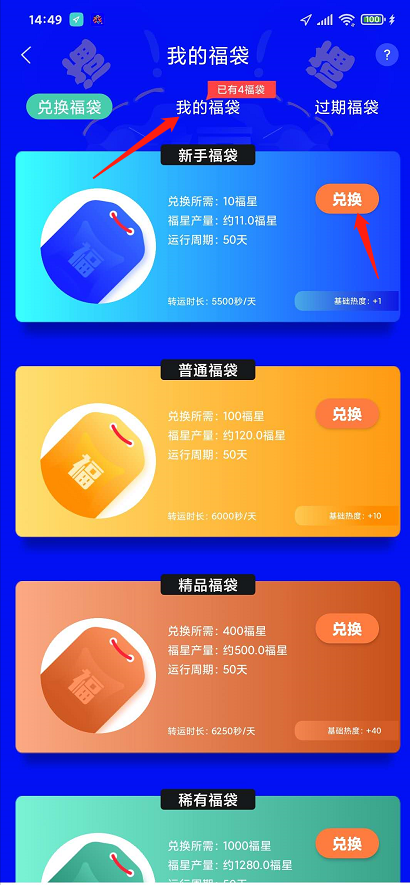 14:49
100
我的福袋
?
已有4福袋
兑换福袋
我的福袋
过期福袋
新手福袋
兑换所需：10福星
兑换
福星产量：约11.0福星
运行周期：50天
转运时长：5500秒/天
基础热度：+1
普通福袋
兑换所需：100福星
兑换
福星产量：约120.0福星
运行周期：50天
转运时长：6000秒/天
基础热度：+10
精品福袋
兑换所需：400福星
兑换
福星产量：约500.0福星
运行周期：50天
转运时长：6250秒/天
基础热度：+40
稀有福袋
兑换所需：1000福星
兑换
福星产量：约1280.0福星